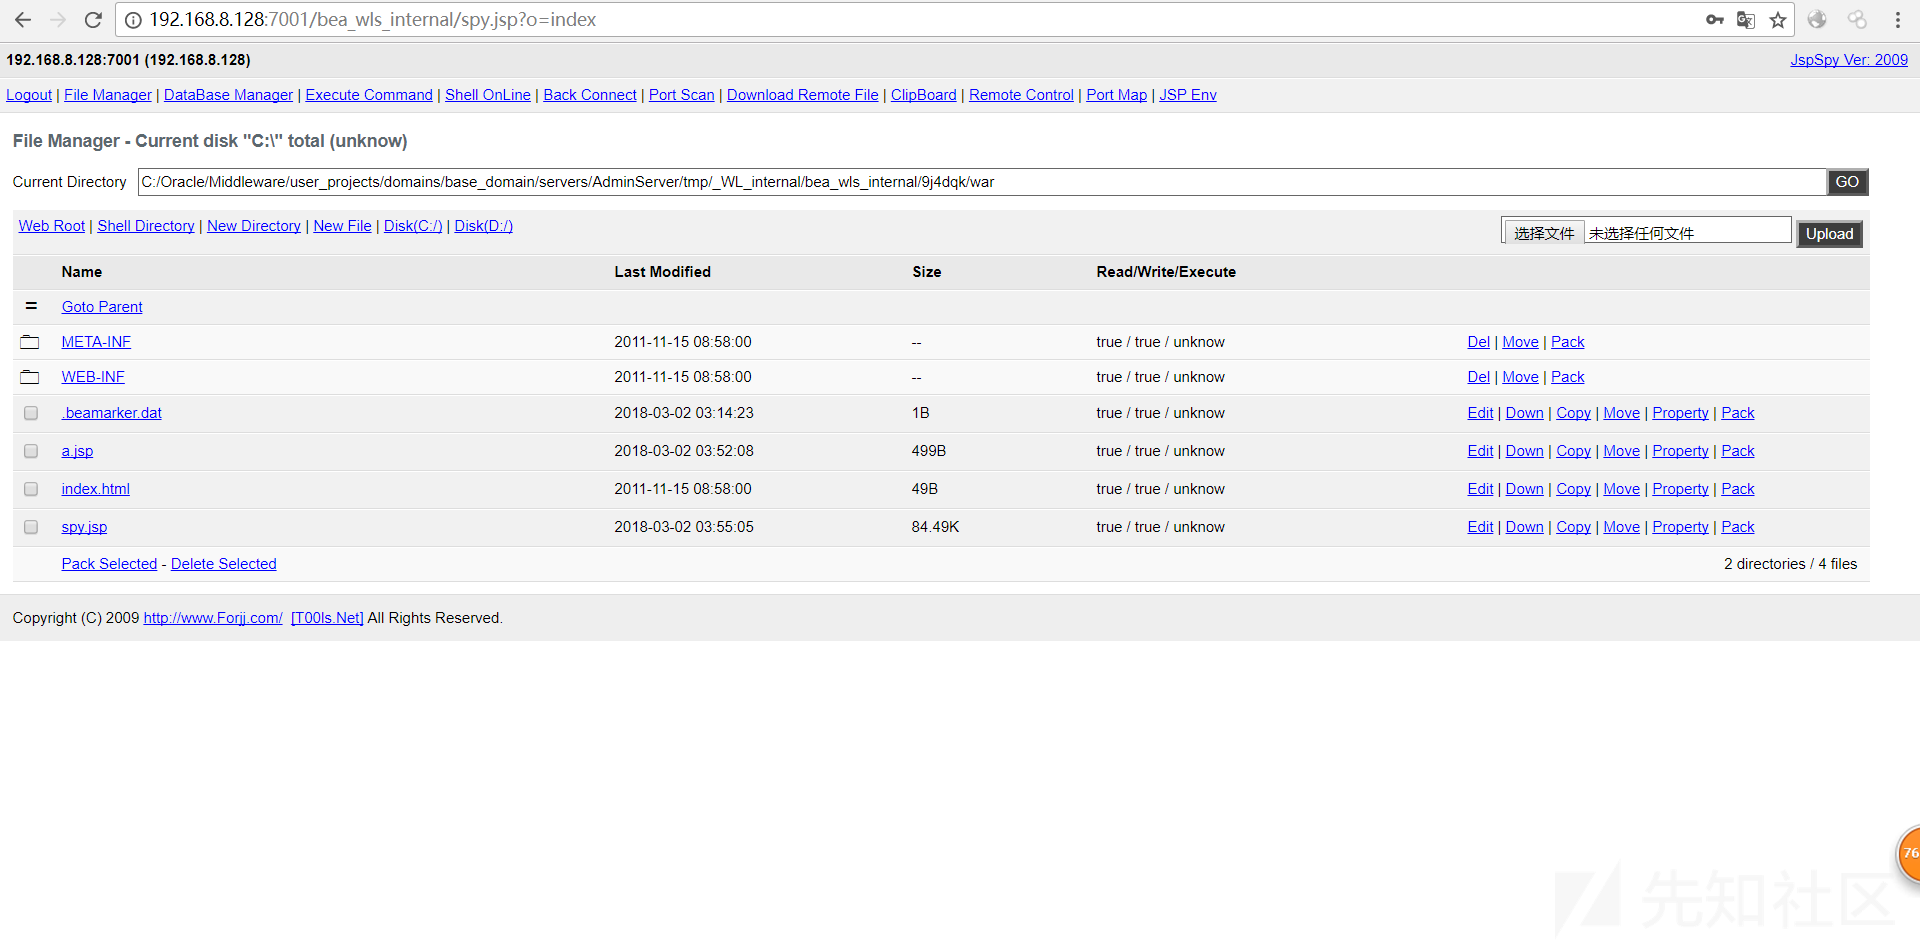 192.168.8.128:7001/bea_wls_internal/spy.jsp?o=index
192.168.8.128:7001 (192.168.8.128) JspSpy Ver: 2009
Logout | File Manager | DataBase Manager | Execute Command | Shell OnLine | Back Connect | Port Scan | Download Remote File | ClipBoard | Remote Control | Port Map | JSP Env
File Manager - Current disk "C:\" total (unknow)
Current Directory C:/Oracle/Middleware/user_projects/domains/base_domain/servers/AdminServer/tmp/_WL_internal/bea_wls_internal/9j4dqk/war GO
Web Root | Shell Directory | New Directory | New File | Disk(C:/) | Disk(D:/) 选择文件 未选择任何文件 Upload
Name Last Modified Size Read/Write/Execute
= Goto Parent
META-INF 2011-11-15 08:58:00 -- true / true / unknow Del | Move | Pack
WEB-INF 2011-11-15 08:58:00 -- true / true / unknow Del | Move | Pack
.beamarker.dat 2018-03-02 03:14:23 1B true / true / unknow Edit | Down | Copy | Move | Property | Pack
a.jsp 2018-03-02 03:52:08 499B true / true / unknow Edit | Down | Copy | Move | Property | Pack
index.html 2011-11-15 08:58:00 49B true / true / unknow Edit | Down | Copy | Move | Property | Pack
spy.jsp 2018-03-02 03:55:05 84.49K true / true / unknow Edit | Down | Copy | Move | Property | Pack
Pack Selected - Delete Selected 2 directories / 4 files
Copyright (C) 2009 http://www.Forjj.com/ [T00ls.Net] All Rights Reserved.
76
先知社区